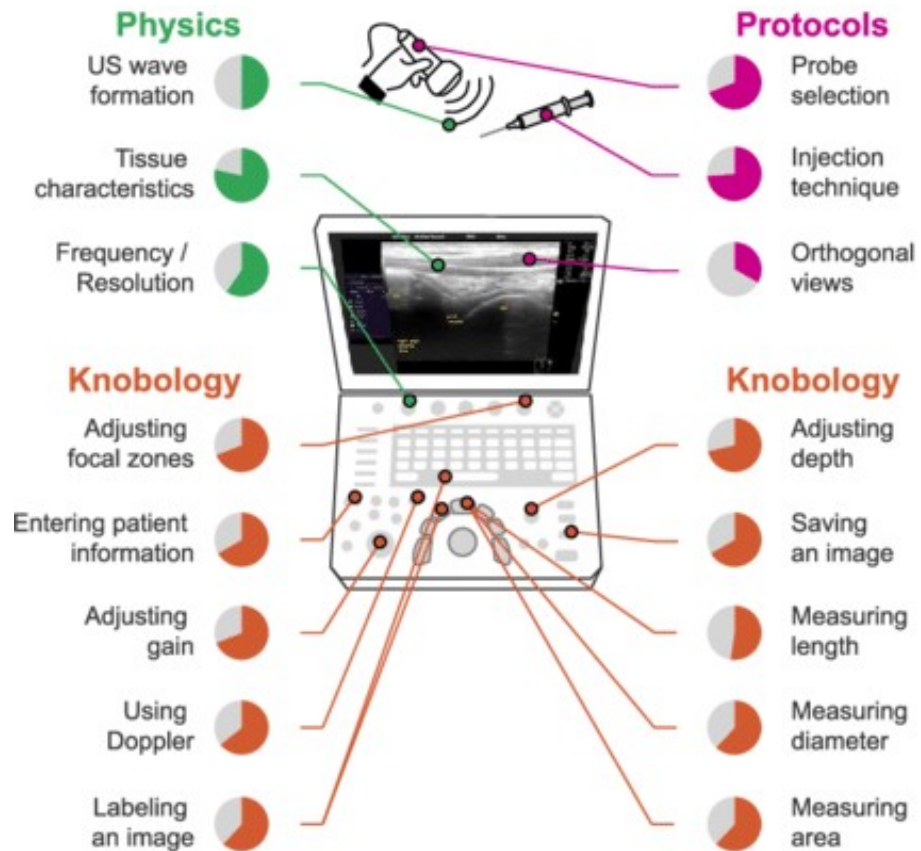 Physics
US wave
formation
Tissue
characteristics
Frequency /
Resolution
Protocols
Probe
selection
Injection
technique
Orthogonal
views
Knobology
Adjusting
focal zones
Entering patient
information
Adjusting
gain
Using
Doppler
Labeling
an image
Knobology
Adjusting
depth
Saving
an image
Measuring
length
Measuring
diameter
Measuring
area